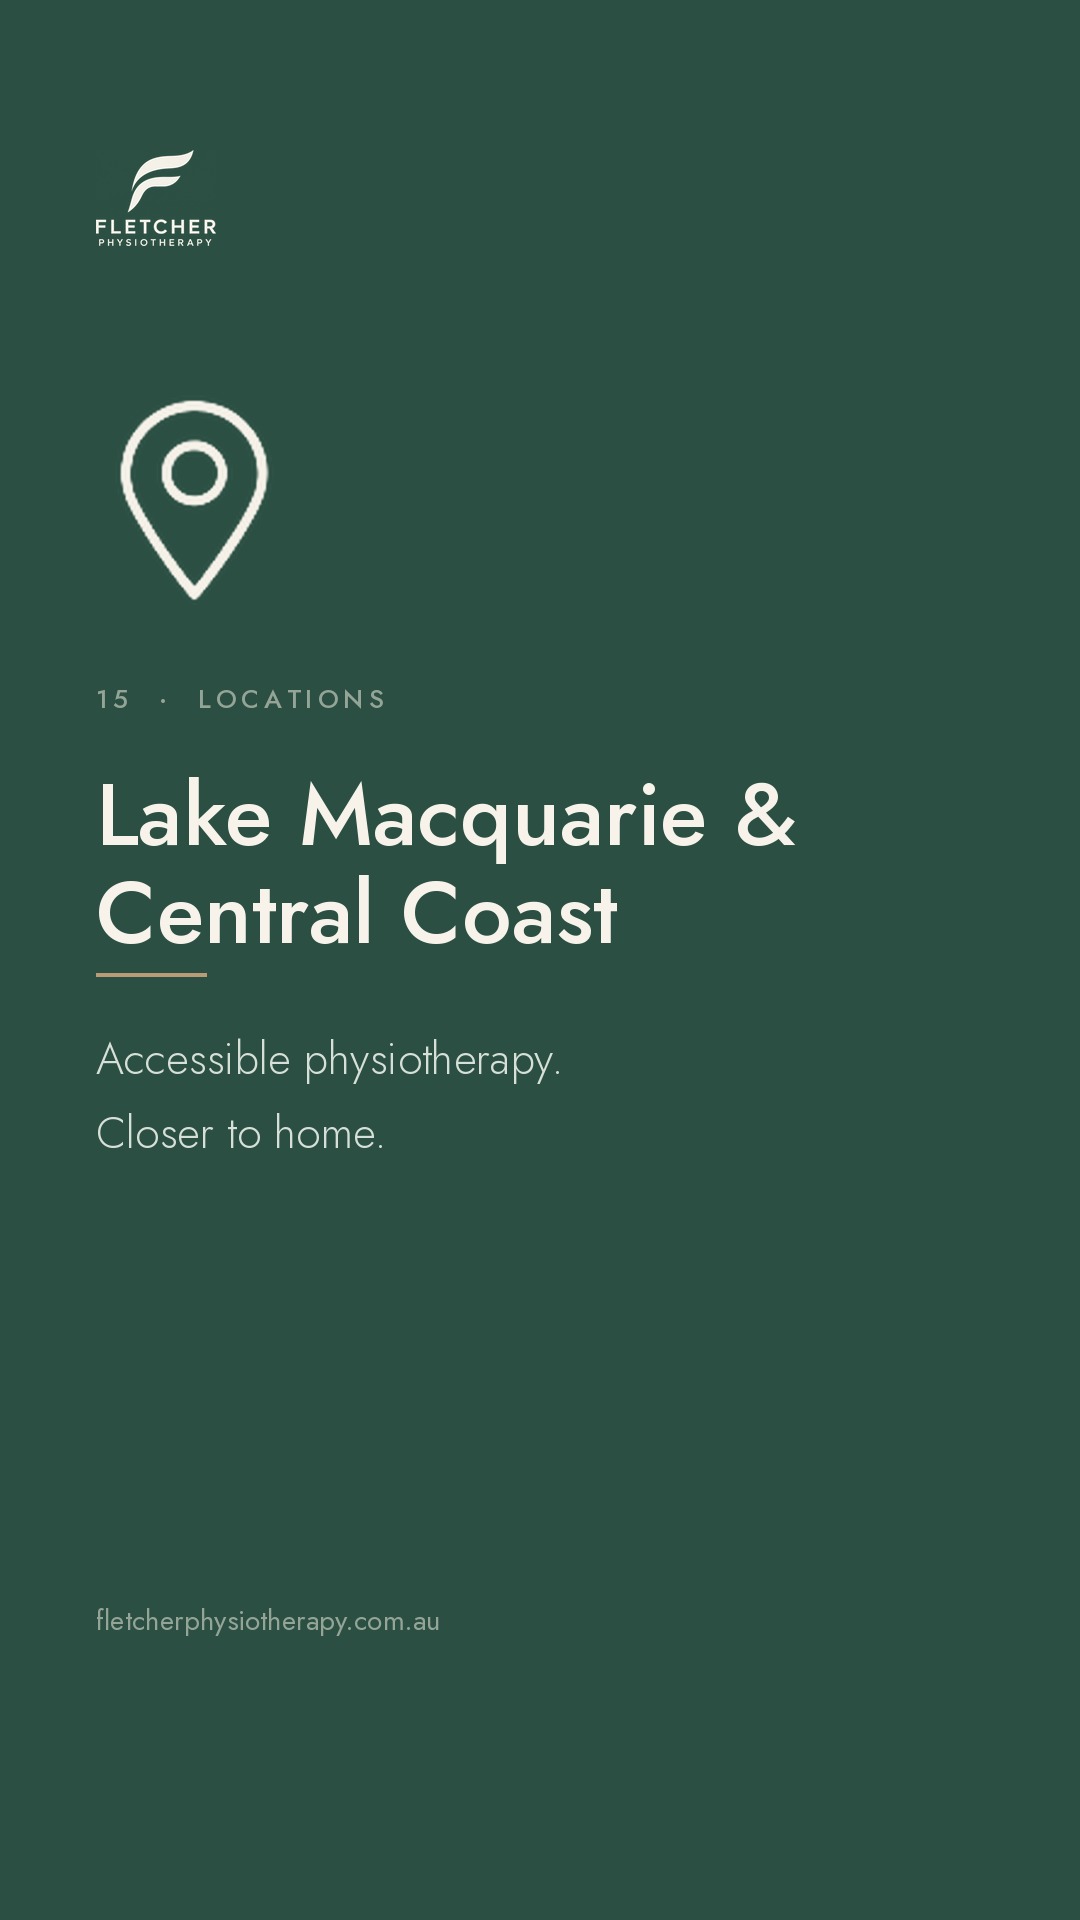 FLETCHER
PHYSIOTHERAPY
15 · LOCATIONS
Lake Macquarie &
Central Coast
Accessible physiotherapy.
Closer to home.
fletcherphysiotherapy.com.au